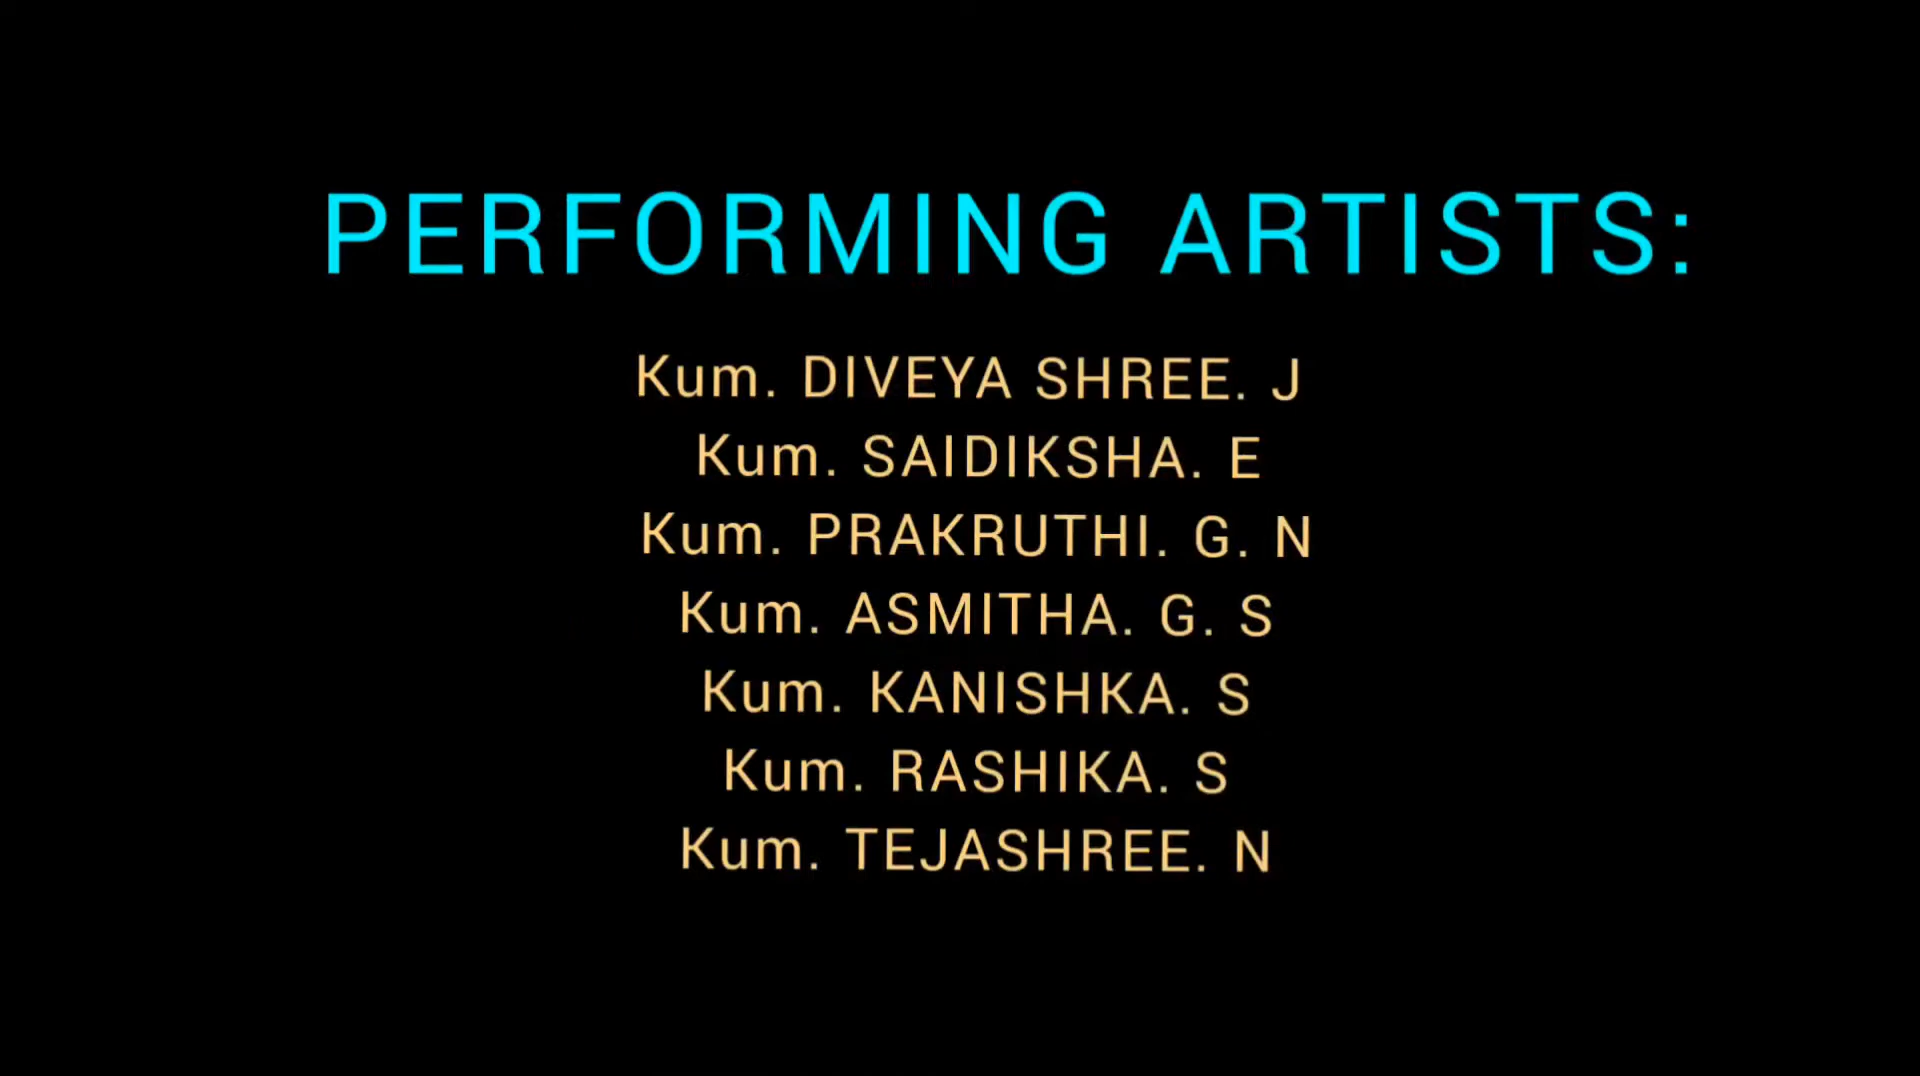 PERFORMING ARTISTS:
Kum. DIVEYA SHREE. J
Kum. SAIDIKSHA. E
Kum. PRAKRUTHI. G. N
Kum. ASMITHA. G. S
Kum. KANISHKA. S
Kum. RASHIKA. S
Kum. TEJASHREE. N